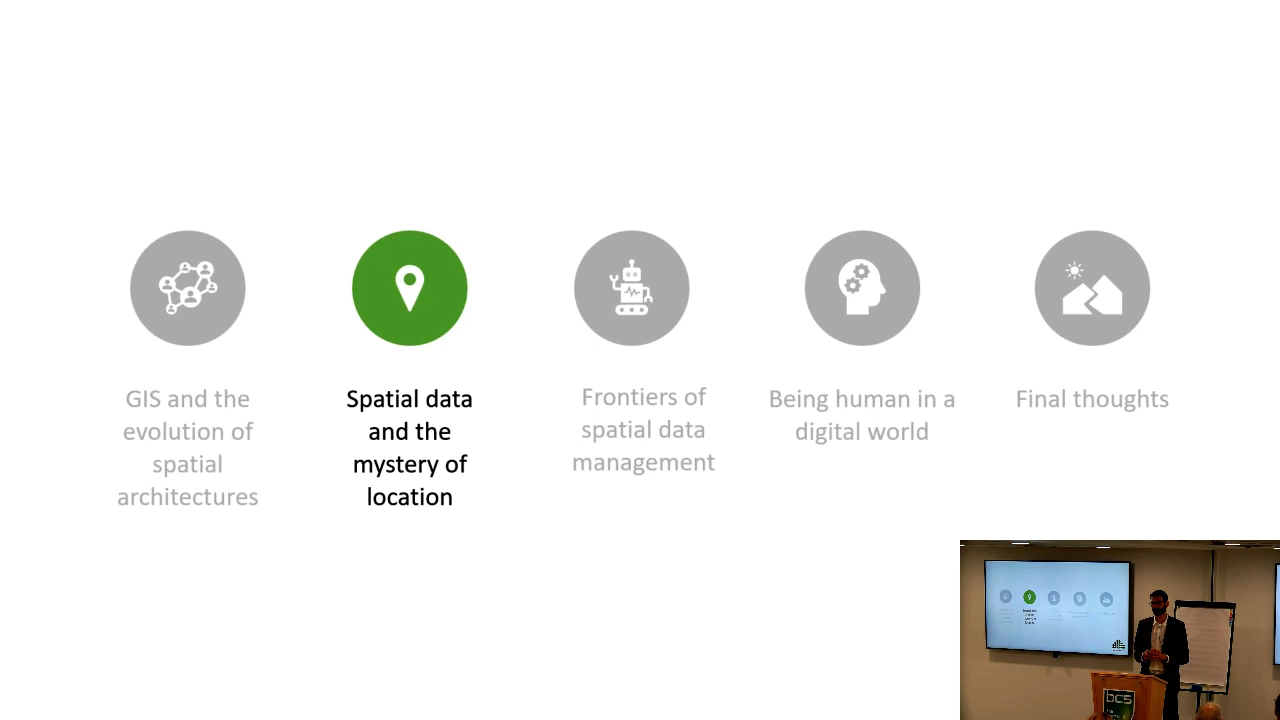 GIS and the
evolution of
spatial
architectures
Spatial data
and the
mystery of
location
Frontiers of
spatial data
management
Being human in a
digital world
Final thoughts
bcs